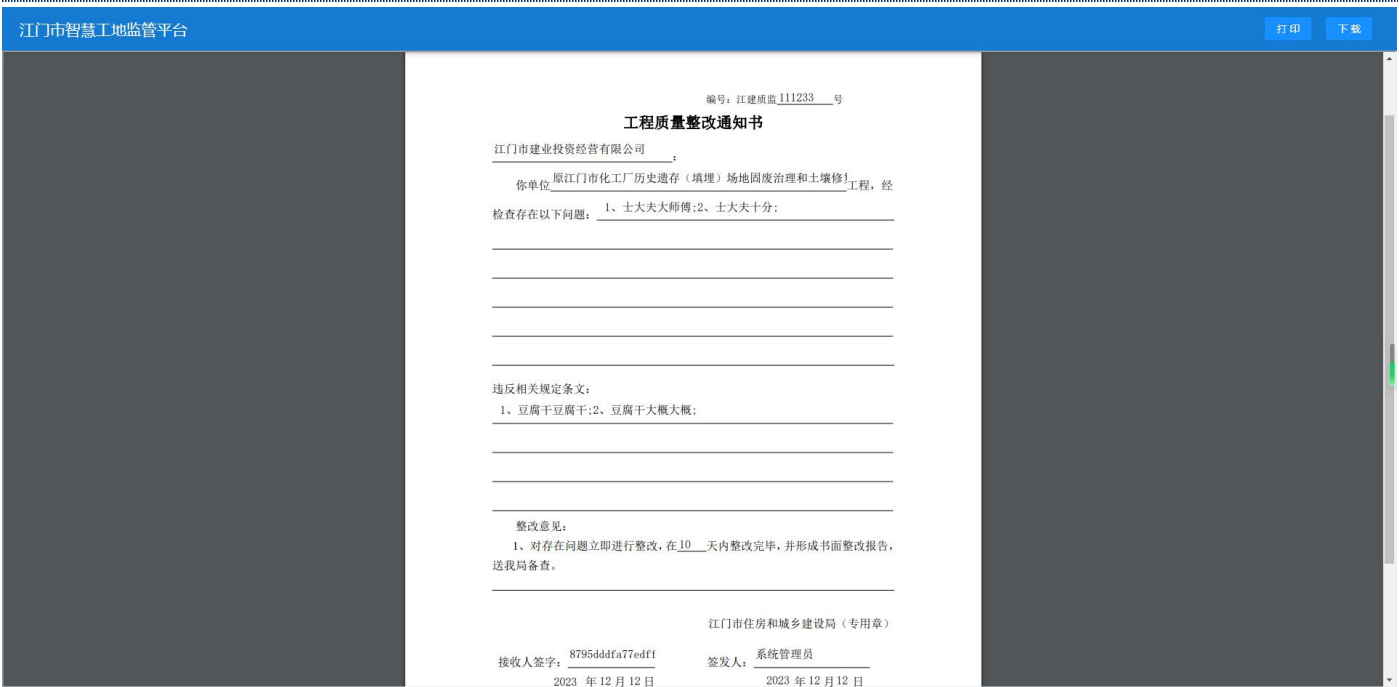 江门市智慧工地监管平台
打印 下载
编号：江建质监 111233 号
工程质量整改通知书
江门市建业投资经营有限公司：
你单位原江门市化工厂历史遗存（填埋）场地固废治理和土壤修工程，经
检查存在以下问题：1、士大夫大师傅;2、士大夫十分;
违反相关规定条文：
1、豆腐干豆腐干;2、豆腐干大概大概;
整改意见：
1、对存在问题立即进行整改，在10 天内整改完毕，并形成书面整改报告，
送我局备查。
江门市住房和城乡建设局（专用章）
接收人签字：8795dddfa77edff 签发人：系统管理员
2023 年 12 月 12 日 2023 年 12 月 12 日